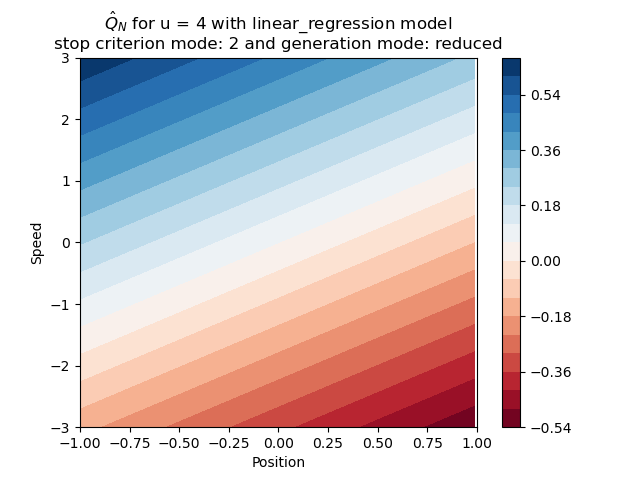 Q̂_N for u = 4 with linear_regression model
stop criterion mode: 2 and generation mode: reduced
3
2
1
0
−1
−2
−3
Speed
−1.00 −0.75 −0.50 −0.25 0.00 0.25 0.50 0.75 1.00
Position
0.54
0.36
0.18
0.00
−0.18
−0.36
−0.54